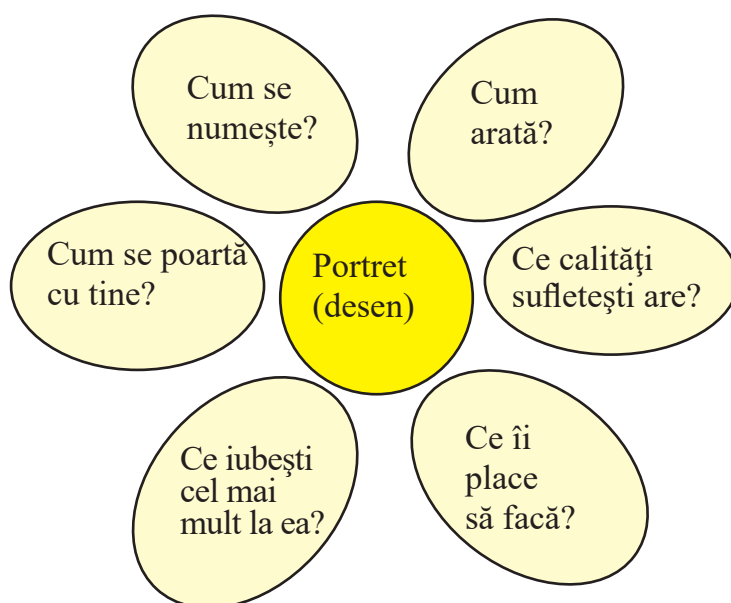 Cum se
numește?
Cum
arată?
Cum se poartă
cu tine?
Portret
(desen)
Ce calităţi
sufleteşti are?
Ce iubeşti
cel mai
mult la ea?
Ce îi
place
să facă?